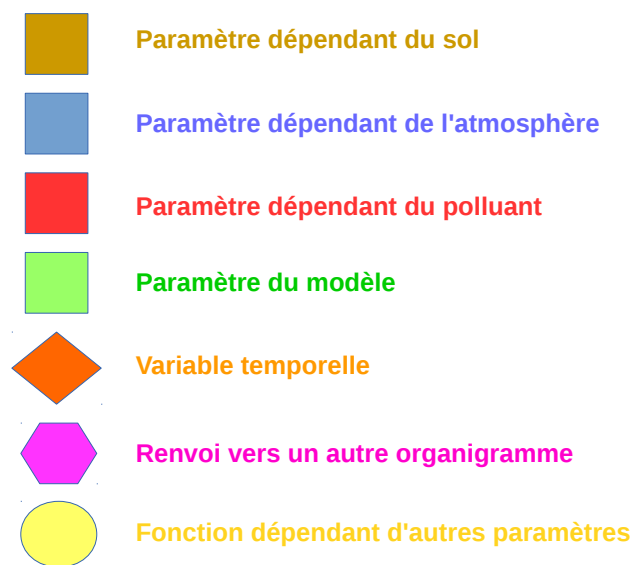 Paramètre dépendant du sol
Paramètre dépendant de l'atmosphère
Paramètre dépendant du polluant
Paramètre du modèle
Variable temporelle
Renvoi vers un autre organigramme
Fonction dépendant d'autres paramètres